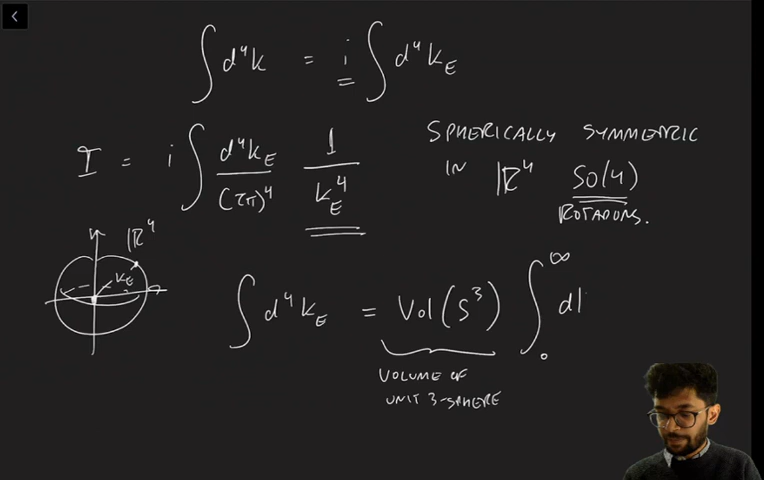 ∫ d⁴k = i ∫ d⁴k_E
I = i ∫ d⁴k_E / (2π)⁴ 1 / k_E⁴
SPHERICALLY SYMMETRIC
IN ℝ⁴ SO(4)
ROTATIONS.
ℝ⁴
k_E
∫ d⁴k_E = Vol(S³) ∫₀^∞ dk
VOLUME OF
UNIT 3-SPHERE